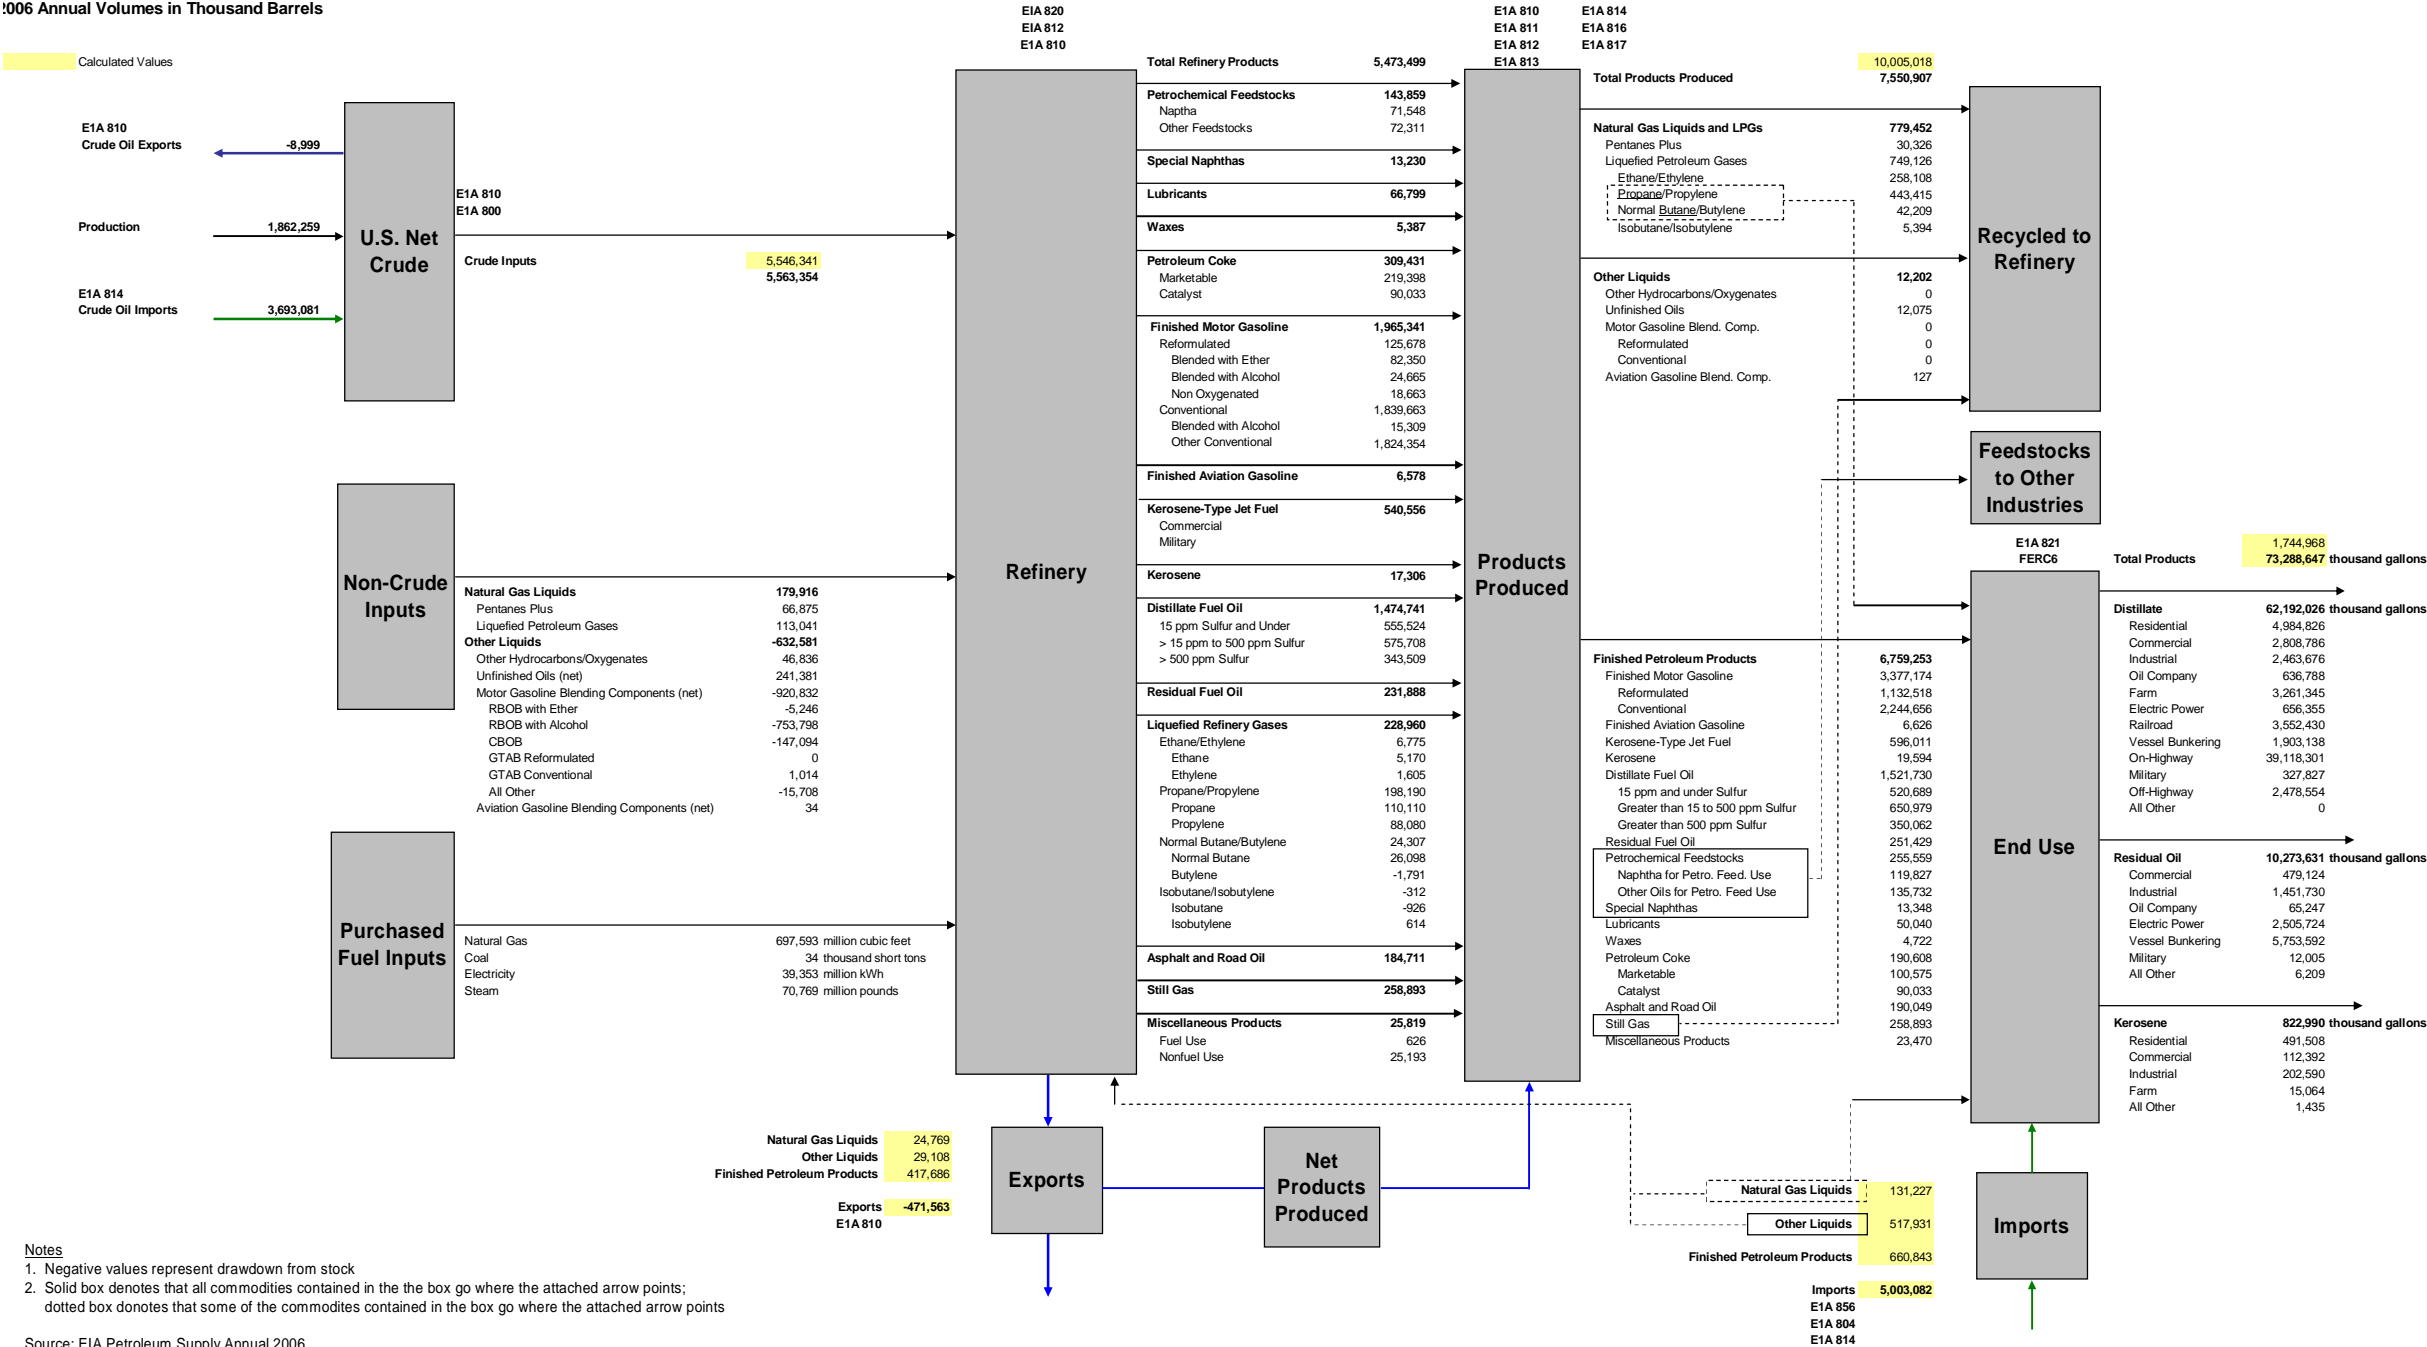 2006 Annual Volumes in Thousand Barrels
Calculated Values
E1A 810
Crude Oil Exports -8,999
Production 1,862,259
E1A 814
Crude Oil Imports 3,693,081
U.S. Net
Crude
E1A 810
E1A 800
Crude Inputs 5,546,341
5,563,354
Non-Crude
Inputs
Natural Gas Liquids 179,916
Pentanes Plus 66,875
Liquefied Petroleum Gases 113,041
Other Liquids -632,581
Other Hydrocarbons/Oxygenates 46,836
Unfinished Oils (net) 241,381
Motor Gasoline Blending Components (net) -920,832
RBOB with Ether -5,246
RBOB with Alcohol -753,798
CBOB -147,094
GTAB Reformulated 0
GTAB Conventional 1,014
All Other -15,708
Aviation Gasoline Blending Components (net) 34
Purchased
Fuel Inputs
Natural Gas 697,593 million cubic feet
Coal 34 thousand short tons
Electricity 39,353 million kWh
Steam 70,769 million pounds
EIA 820
EIA 812
E1A 810
Refinery
Total Refinery Products 5,473,499
Petrochemical Feedstocks 143,859
Naptha 71,548
Other Feedstocks 72,311
Special Naphthas 13,230
Lubricants 66,799
Waxes 5,387
Petroleum Coke 309,431
Marketable 219,398
Catalyst 90,033
Finished Motor Gasoline 1,965,341
Reformulated 125,678
Blended with Ether 82,350
Blended with Alcohol 24,665
Non Oxygenated 18,663
Conventional 1,839,663
Blended with Alcohol 15,309
Other Conventional 1,824,354
Finished Aviation Gasoline 6,578
Kerosene-Type Jet Fuel 540,556
Commercial
Military
Kerosene 17,306
Distillate Fuel Oil 1,474,741
15 ppm Sulfur and Under 555,524
> 15 ppm to 500 ppm Sulfur 575,708
> 500 ppm Sulfur 343,509
Residual Fuel Oil 231,888
Liquefied Refinery Gases 228,960
Ethane/Ethylene 6,775
Ethane 5,170
Ethylene 1,605
Propane/Propylene 198,190
Propane 110,110
Propylene 88,080
Normal Butane/Butylene 24,307
Normal Butane 26,098
Butylene -1,791
Isobutane/Isobutylene -312
Isobutane -926
Isobutylene 614
Asphalt and Road Oil 184,711
Still Gas 258,893
Miscellaneous Products 25,819
Fuel Use 626
Nonfuel Use 25,193
E1A 810 E1A 814
E1A 811 E1A 816
E1A 812 E1A 817
E1A 813
Products
Produced
10,005,018
Total Products Produced 7,550,907
Natural Gas Liquids and LPGs 779,452
Pentanes Plus 30,326
Liquefied Petroleum Gases 749,126
Ethane/Ethylene 258,108
Propane/Propylene 443,415
Normal Butane/Butylene 42,209
Isobutane/Isobutylene 5,394
Other Liquids 12,202
Other Hydrocarbons/Oxygenates 0
Unfinished Oils 12,075
Motor Gasoline Blend. Comp. 0
Reformulated 0
Conventional 0
Aviation Gasoline Blend. Comp. 127
Finished Petroleum Products 6,759,253
Finished Motor Gasoline 3,377,174
Reformulated 1,132,518
Conventional 2,244,656
Finished Aviation Gasoline 6,626
Kerosene-Type Jet Fuel 596,011
Kerosene 19,594
Distillate Fuel Oil 1,521,730
15 ppm and under Sulfur 520,689
Greater than 15 to 500 ppm Sulfur 650,979
Greater than 500 ppm Sulfur 350,062
Residual Fuel Oil 251,429
Petrochemical Feedstocks 255,559
Naphtha for Petro. Feed. Use 119,827
Other Oils for Petro. Feed Use 135,732
Special Naphthas 13,348
Lubricants 50,040
Waxes 4,722
Petroleum Coke 190,608
Marketable 100,575
Catalyst 90,033
Asphalt and Road Oil 190,049
Still Gas 258,893
Miscellaneous Products 23,470
Recycled to
Refinery
Feedstocks
to Other
Industries
E1A 821
FERC6
End Use
1,744,968
Total Products 73,288,647 thousand gallons
Distillate 62,192,026 thousand gallons
Residential 4,984,826
Commercial 2,808,786
Industrial 2,463,676
Oil Company 636,788
Farm 3,261,345
Electric Power 656,355
Railroad 3,552,430
Vessel Bunkering 1,903,138
On-Highway 39,118,301
Military 327,827
Off-Highway 2,478,554
All Other 0
Residual Oil 10,273,631 thousand gallons
Commercial 479,124
Industrial 1,451,730
Oil Company 65,247
Electric Power 2,505,724
Vessel Bunkering 5,753,592
Military 12,005
All Other 6,209
Kerosene 822,990 thousand gallons
Residential 491,508
Commercial 112,392
Industrial 202,590
Farm 15,064
All Other 1,435
Natural Gas Liquids 24,769
Other Liquids 29,108
Finished Petroleum Products 417,686
Exports -471,563
E1A 810
Exports
Net
Products
Produced
Natural Gas Liquids 131,227
Other Liquids 517,931
Finished Petroleum Products 660,843
Imports 5,003,082
E1A 856
E1A 804
E1A 814
Imports
Notes
1. Negative values represent drawdown from stock
2. Solid box denotes that all commodities contained in the the box go where the attached arrow points;
dotted box donotes that some of the commodites contained in the box go where the attached arrow points
Source: EIA Petroleum Supply Annual 2006